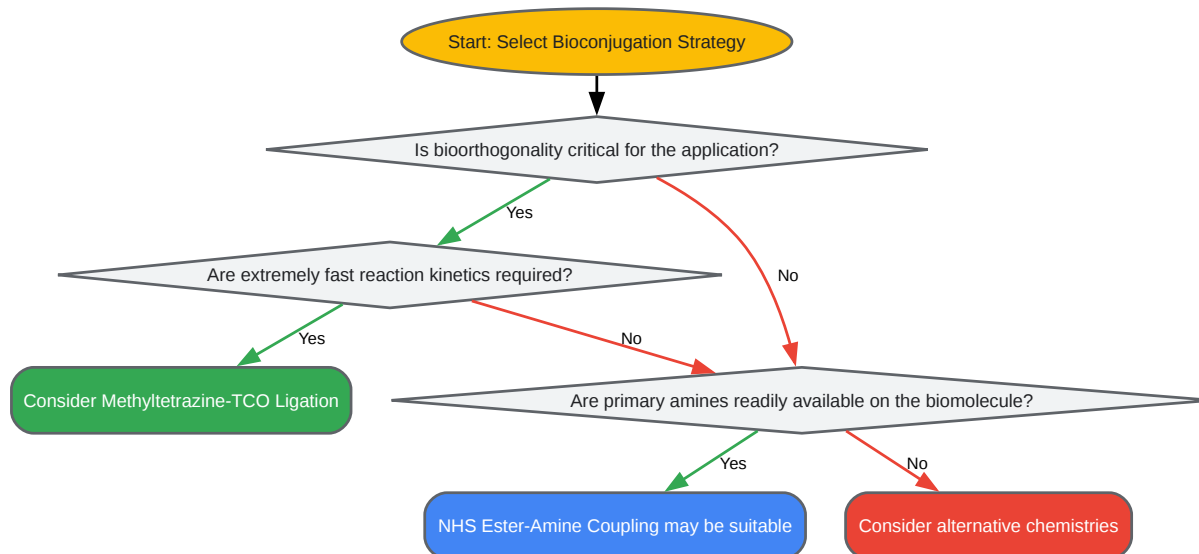 Start: Select Bioconjugation Strategy
Is bioorthogonality critical for the application?
Yes
Are extremely fast reaction kinetics required?
No
Yes
No
Consider Methyltetrazine-TCO Ligation
Are primary amines readily available on the biomolecule?
Yes
No
NHS Ester-Amine Coupling may be suitable
Consider alternative chemistries